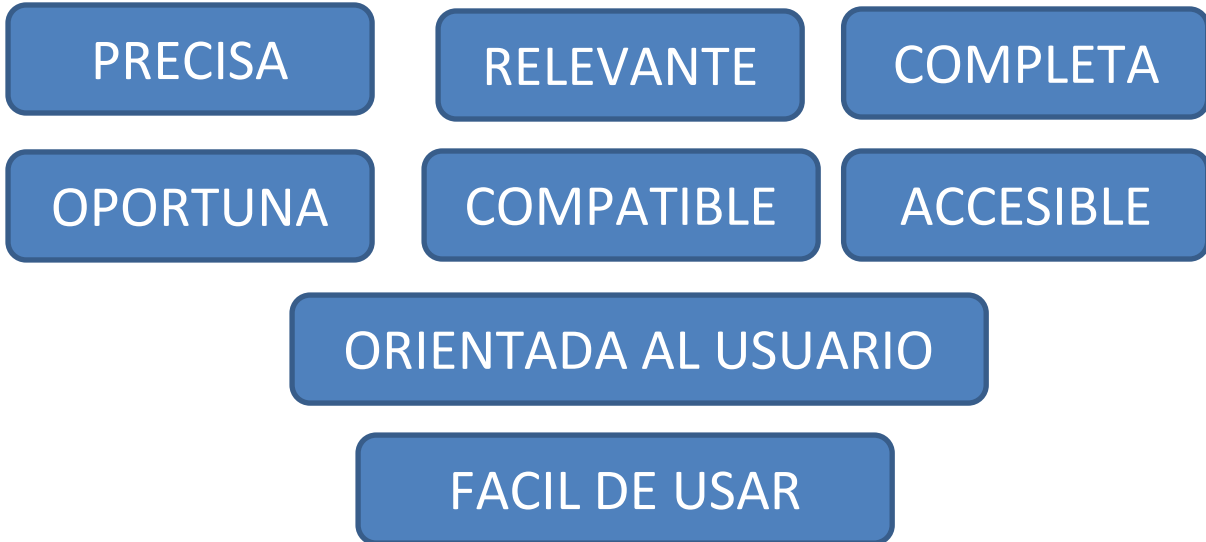 PRECISA
RELEVANTE
COMPLETA
OPORTUNA
COMPATIBLE
ACCESIBLE
ORIENTADA AL USUARIO
FACIL DE USAR